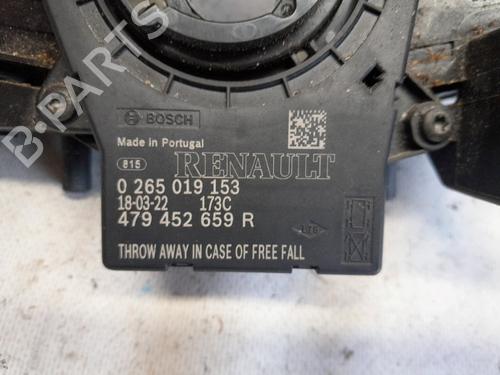 BOSCH
Made in Portugal
815
RENAULT
0 265 019 153
18-03-22 173C
479 452 659 R
THROW AWAY IN CASE OF FREE FALL
B-PARTS